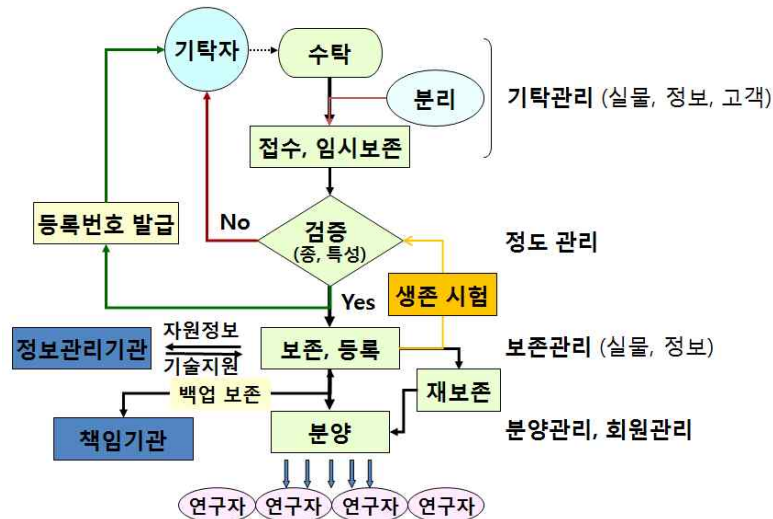 기탁자
수탁
분리
기탁관리 (실물, 정보, 고객)
접수, 임시보존
등록번호 발급
No
검증
(종, 특성)
정도 관리
Yes
생존 시험
정보관리기관
자원정보
기술지원
보존, 등록
보존관리 (실물, 정보)
백업 보존
재보존
책임기관
분양
분양관리, 회원관리
연구자 연구자 연구자 연구자